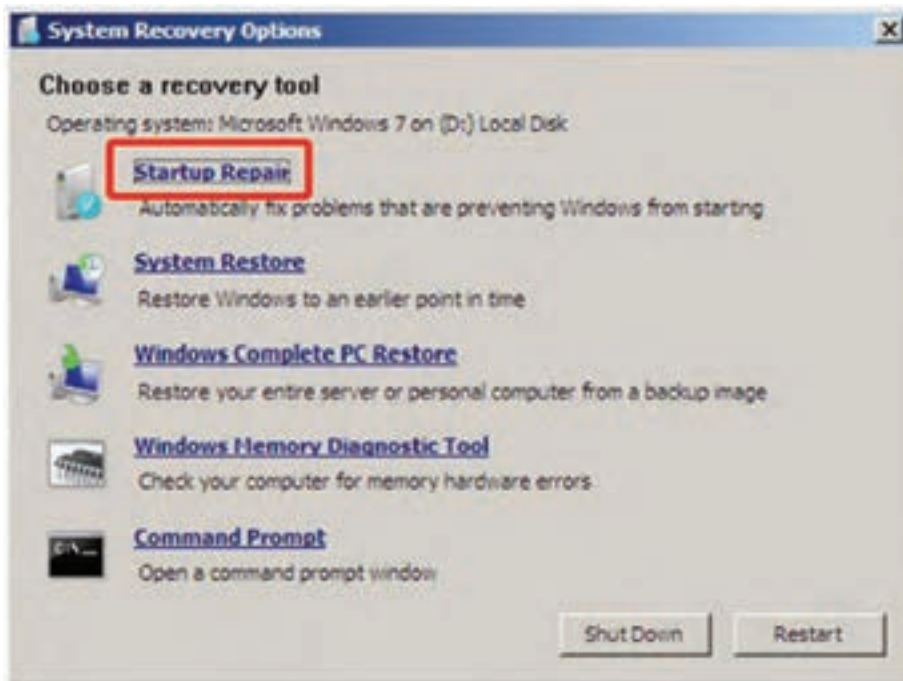 System Recovery Options
Choose a recovery tool
Operating system: Microsoft Windows 7 on (D:) Local Disk
Startup Repair
Automatically fix problems that are preventing Windows from starting
System Restore
Restore Windows to an earlier point in time
Windows Complete PC Restore
Restore your entire server or personal computer from a backup image
Windows Memory Diagnostic Tool
Check your computer for memory hardware errors
Command Prompt
Open a command prompt window
Shut Down
Restart